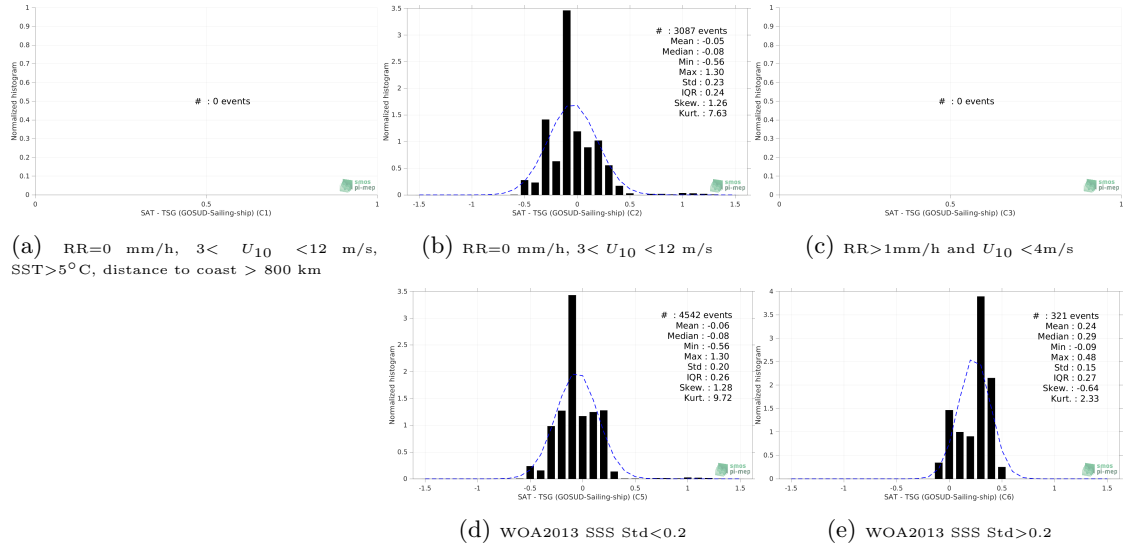 Normalized histogram
1
0.9
0.8
0.7
0.6
0.5
0.4
0.3
0.2
0.1
0
# : 0 events
smos
pi-mep
0 0.5 1
SAT - TSG (GOSUD-Sailing-ship) (C1)
(a) RR=0 mm/h, 3< U10 <12 m/s,
SST>5°C, distance to coast > 800 km
Normalized histogram
3.5
3
2.5
2
1.5
1
0.5
0
# : 3087 events
Mean : -0.05
Median : -0.08
Min : -0.56
Max : 1.30
Std : 0.23
IQR : 0.24
Skew. : 1.26
Kurt. : 7.63
smos
pi-mep
-1.5 -1 -0.5 0 0.5 1 1.5
SAT - TSG (GOSUD-Sailing-ship) (C2)
(b) RR=0 mm/h, 3< U10 <12 m/s
Normalized histogram
1
0.9
0.8
0.7
0.6
0.5
0.4
0.3
0.2
0.1
0
# : 0 events
smos
pi-mep
0 0.5 1
SAT - TSG (GOSUD-Sailing-ship) (C3)
(c) RR>1mm/h and U10 <4m/s
Normalized histogram
3.5
3
2.5
2
1.5
1
0.5
0
# : 4542 events
Mean : -0.06
Median : -0.08
Min : -0.56
Max : 1.30
Std : 0.20
IQR : 0.26
Skew. : 1.28
Kurt. : 9.72
smos
pi-mep
-1.5 -1 -0.5 0 0.5 1 1.5
SAT - TSG (GOSUD-Sailing-ship) (C5)
(d) WOA2013 SSS Std<0.2
Normalized histogram
4
3.5
3
2.5
2
1.5
1
0.5
0
# : 321 events
Mean : 0.24
Median : 0.29
Min : -0.09
Max : 0.48
Std : 0.15
IQR : 0.27
Skew. : -0.64
Kurt. : 2.33
smos
pi-mep
-1.5 -1 -0.5 0 0.5 1 1.5
SAT - TSG (GOSUD-Sailing-ship) (C6)
(e) WOA2013 SSS Std>0.2